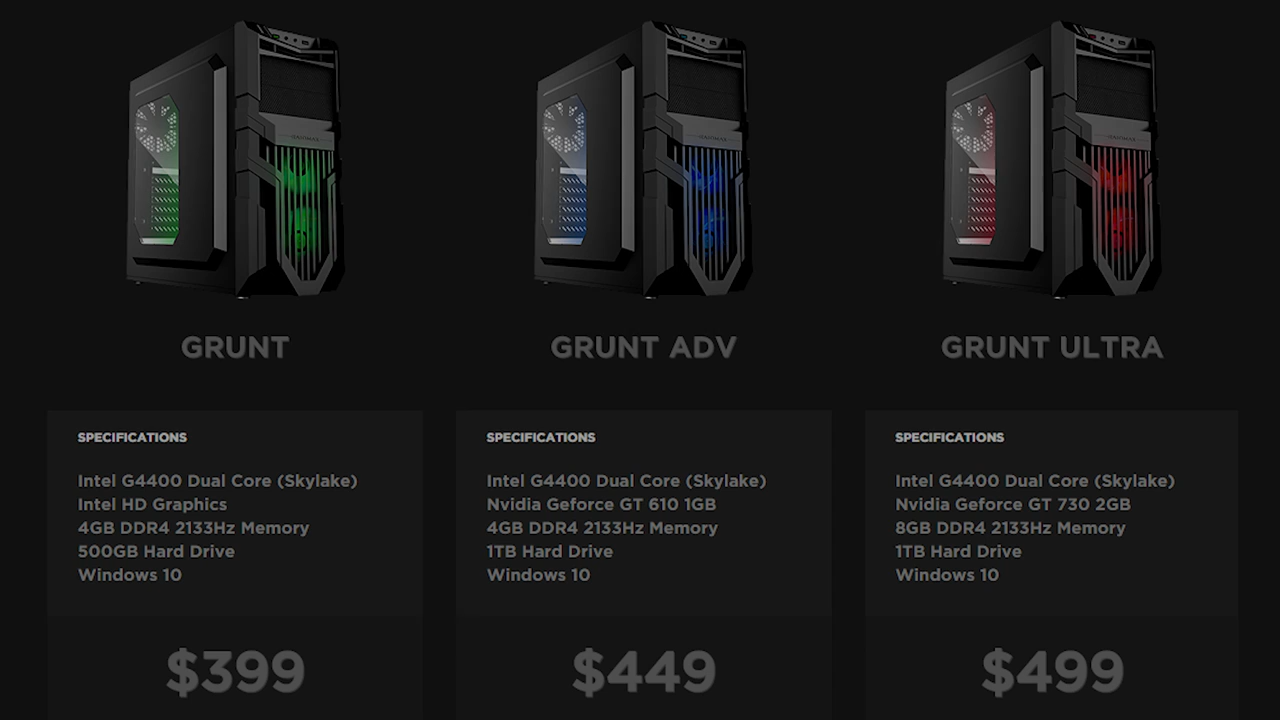 GRUNT
SPECIFICATIONS
Intel G4400 Dual Core (Skylake)
Intel HD Graphics
4GB DDR4 2133Hz Memory
500GB Hard Drive
Windows 10
$399
GRUNT ADV
SPECIFICATIONS
Intel G4400 Dual Core (Skylake)
Nvidia Geforce GT 610 1GB
4GB DDR4 2133Hz Memory
1TB Hard Drive
Windows 10
$449
GRUNT ULTRA
SPECIFICATIONS
Intel G4400 Dual Core (Skylake)
Nvidia Geforce GT 730 2GB
8GB DDR4 2133Hz Memory
1TB Hard Drive
Windows 10
$499